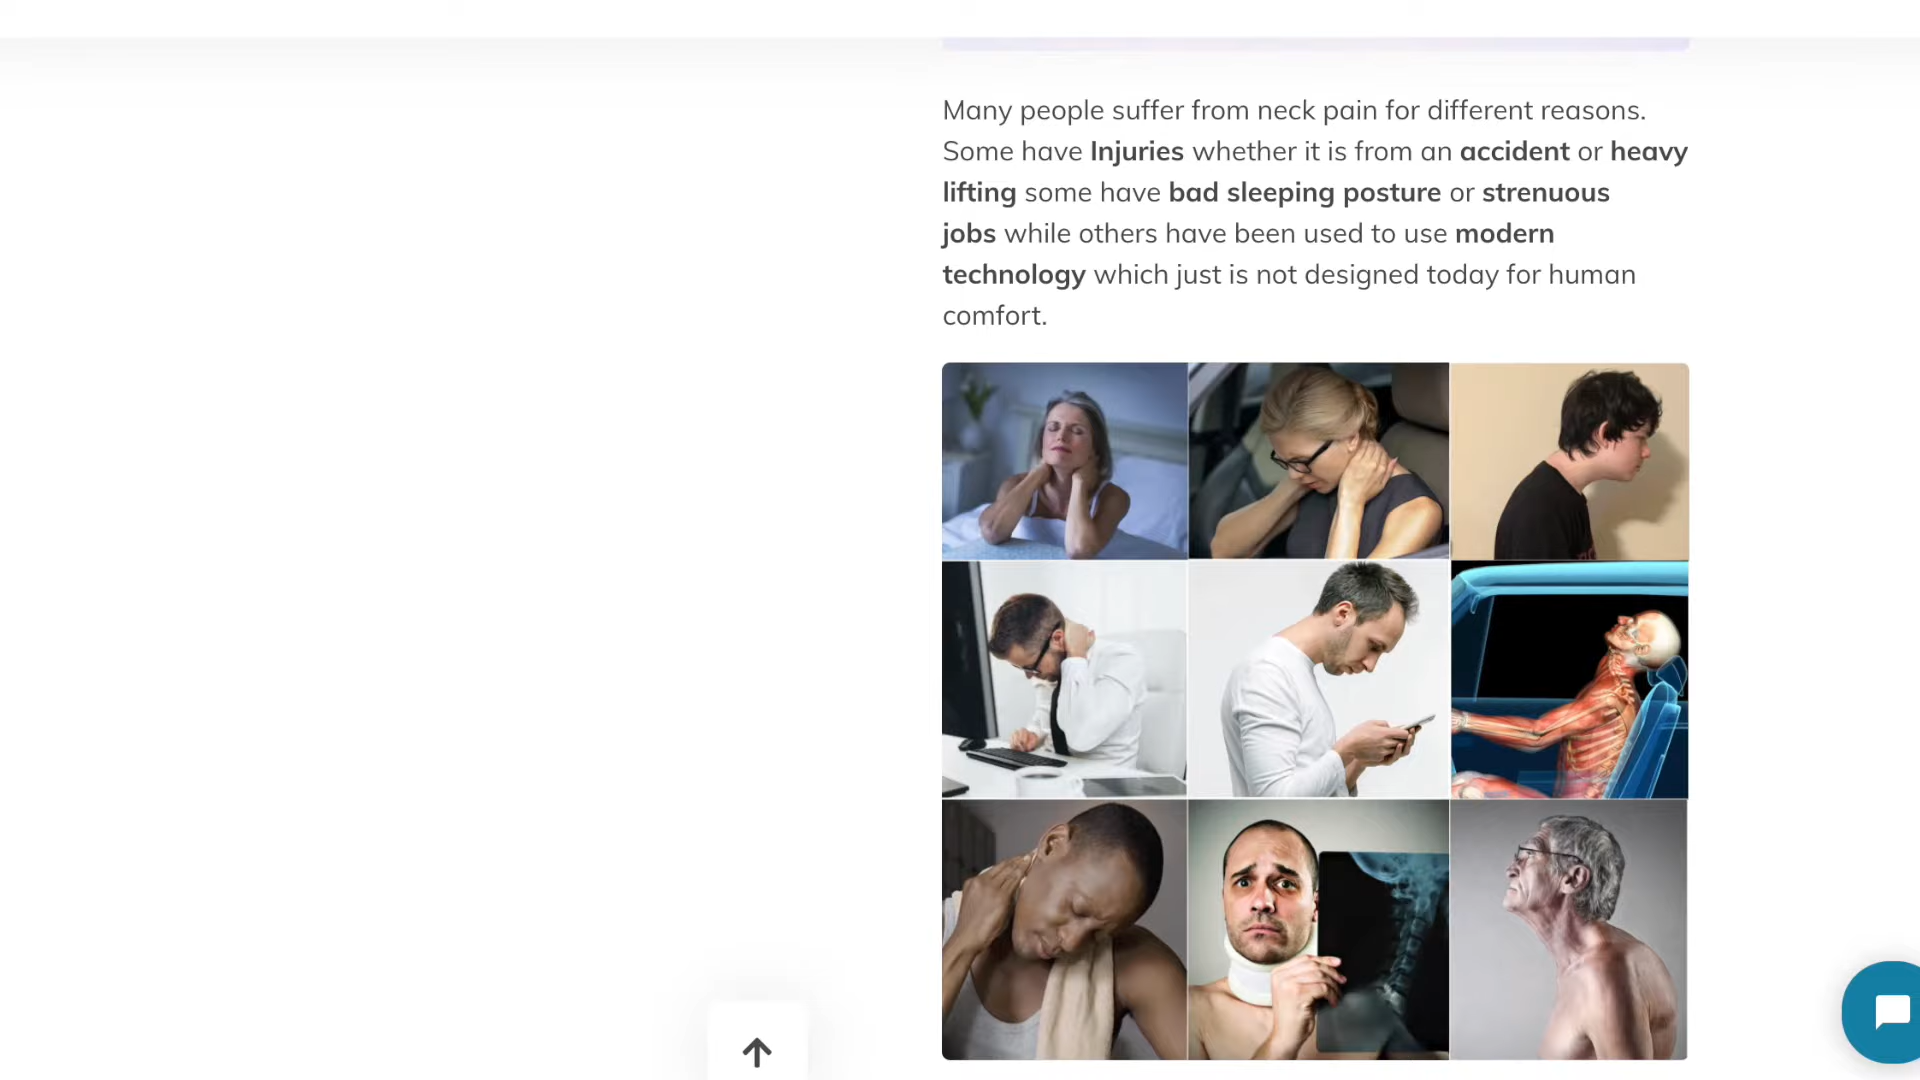 Many people suffer from neck pain for different reasons.
Some have Injuries whether it is from an accident or heavy
lifting some have bad sleeping posture or strenuous
jobs while others have been used to use modern
technology which just is not designed today for human
comfort.